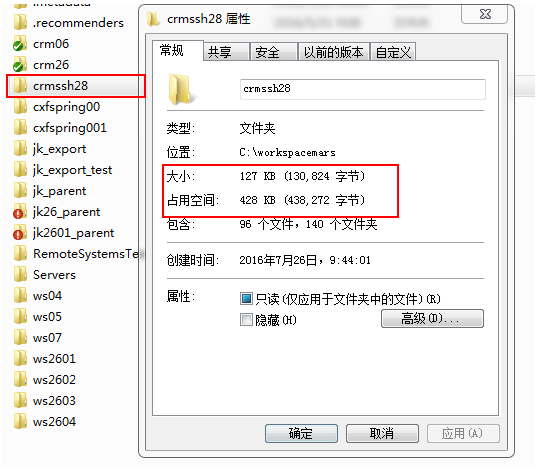 .metadata
.recommenders
crm06
crm26
crmssh28
cxfspring00
cxfspring001
jk_export
jk_export_test
jk_parent
jk26_parent
jk2601_parent
RemoteSystemsTe
Servers
ws04
ws05
ws07
ws2601
ws2602
ws2603
ws2604
crmssh28 属性
常规 共享 安全 以前的版本 自定义
crmssh28
类型: 文件夹
位置: C:\workspacemars
大小: 127 KB (130,824 字节)
占用空间: 428 KB (438,272 字节)
包含: 96 个文件，140 个文件夹
创建时间: 2016年7月26日，9:44:01
属性: 只读(仅应用于文件夹中的文件)(R)
隐藏(H)
高级(D)...
确定 取消 应用(A)